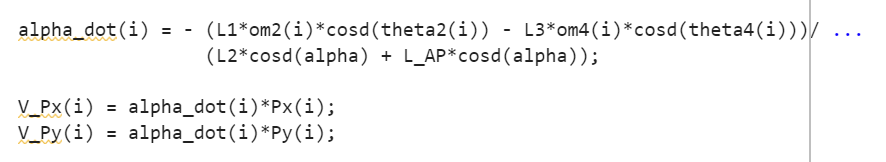 alpha_dot(i) = - (L1*om2(i)*cosd(theta2(i)) - L3*om4(i)*cosd(theta4(i)))/ ...
(L2*cosd(alpha) + L_AP*cosd(alpha));
V_Px(i) = alpha_dot(i)*Px(i);
V_Py(i) = alpha_dot(i)*Py(i);